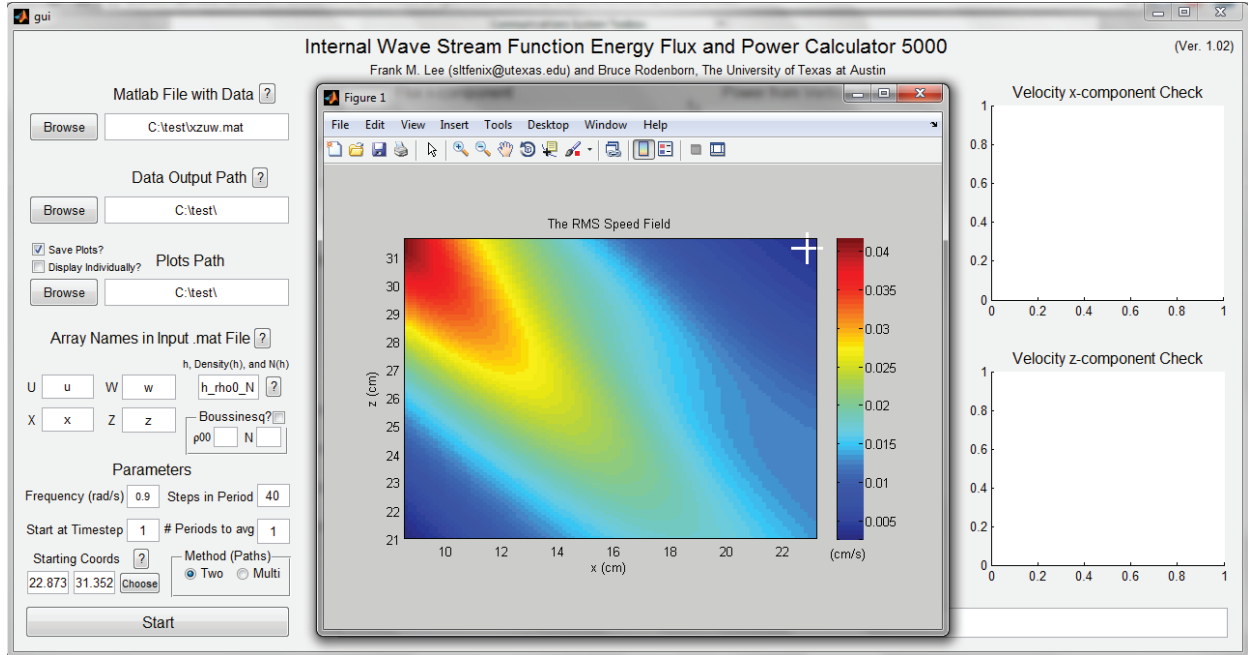 gui
Internal Wave Stream Function Energy Flux and Power Calculator 5000
(Ver. 1.02)
Frank M. Lee (sltfenix@utexas.edu) and Bruce Rodenborn, The University of Texas at Austin
Matlab File with Data ?
Browse C:\test\xzuw.mat
Data Output Path ?
Browse C:\test\
Save Plots?
Display Individually?
Plots Path
Browse C:\test\
Array Names in Input .mat File ?
h, Density(h), and N(h)
U u W w h_rho0_N ?
X x Z z Boussinesq?
ρ00 N
Parameters
Frequency (rad/s) 0.9 Steps in Period 40
Start at Timestep 1 # Periods to avg 1
Starting Coords ? Method (Paths)
22.873 31.352 Choose Two Multi
Start
Figure 1
File Edit View Insert Tools Desktop Window Help
The RMS Speed Field
31
30
29
28
27
26
25
24
23
22
21
z (cm)
10 12 14 16 18 20 22
x (cm)
0.04
0.035
0.03
0.025
0.02
0.015
0.01
0.005
(cm/s)
Velocity x-component Check
1
0.8
0.6
0.4
0.2
0
0 0.2 0.4 0.6 0.8 1
Velocity z-component Check
1
0.8
0.6
0.4
0.2
0
0 0.2 0.4 0.6 0.8 1